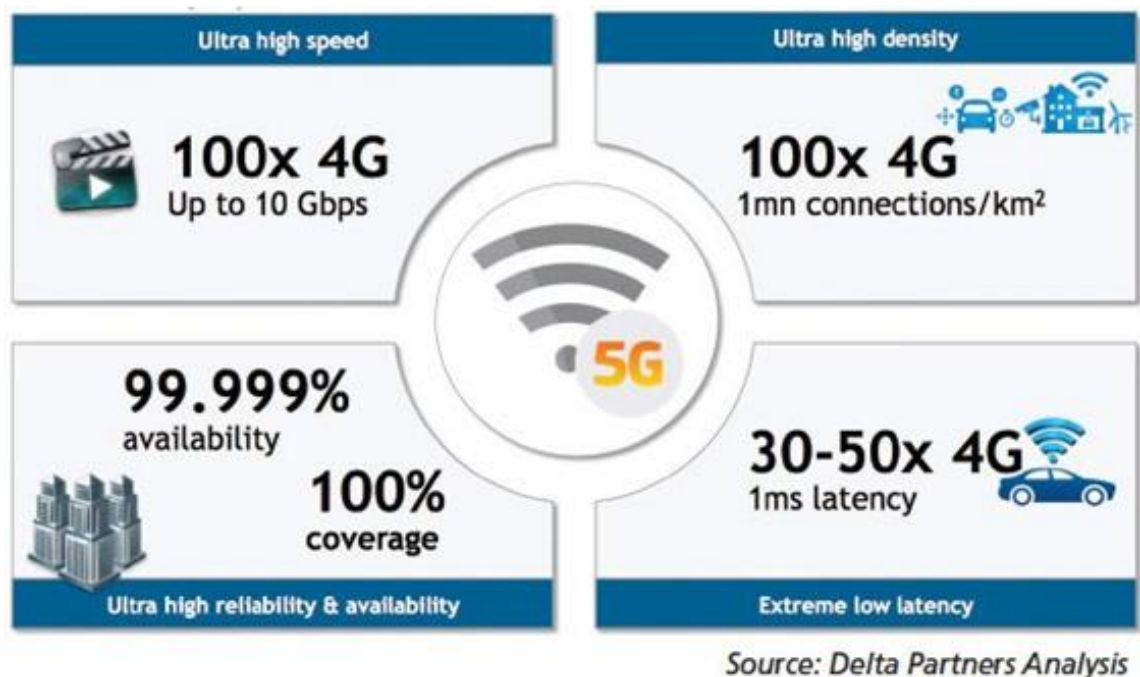 Ultra high speed
100x 4G
Up to 10 Gbps
Ultra high density
100x 4G
1mn connections/km²
5G
99.999%
availability
100%
coverage
Ultra high reliability & availability
30-50x 4G
1ms latency
Extreme low latency
Source: Delta Partners Analysis